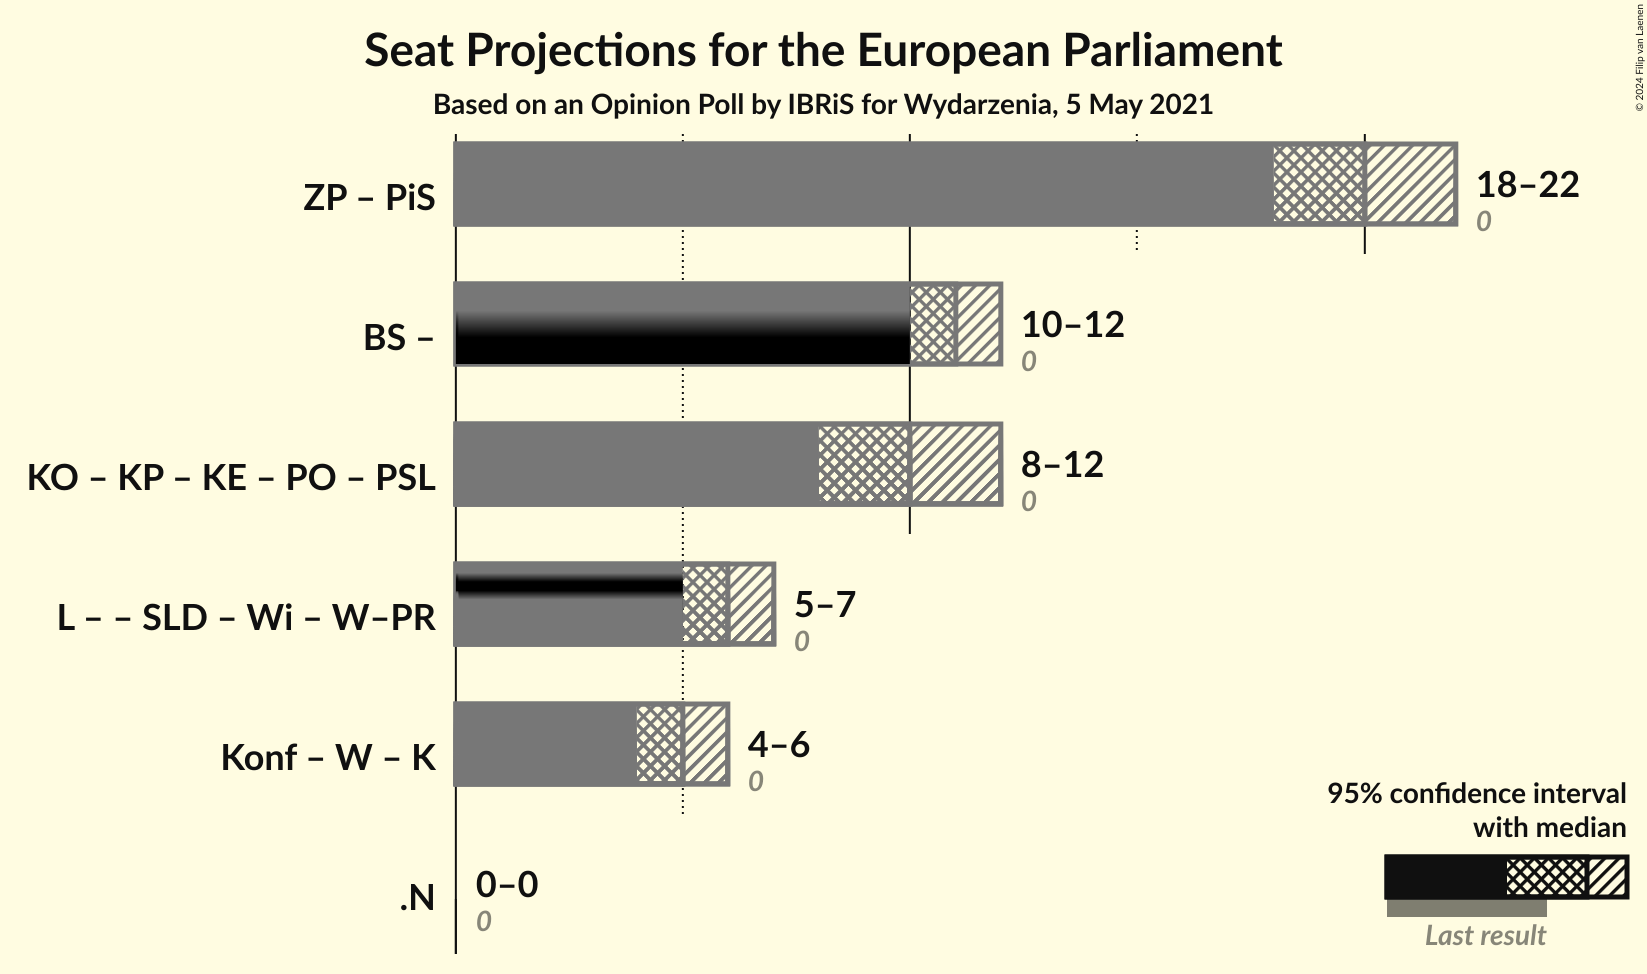 Seat Projections for the European Parliament
Based on an Opinion Poll by IBRiS for Wydarzenia, 5 May 2021
© 2024 Filip van Laenen
ZP – PiS
18–22
0
BS –
10–12
0
KO – KP – KE – PO – PSL
8–12
0
L – – SLD – Wi – W–PR
5–7
0
Konf – W – K
4–6
0
.N
0–0
0
95% confidence interval
with median
Last result